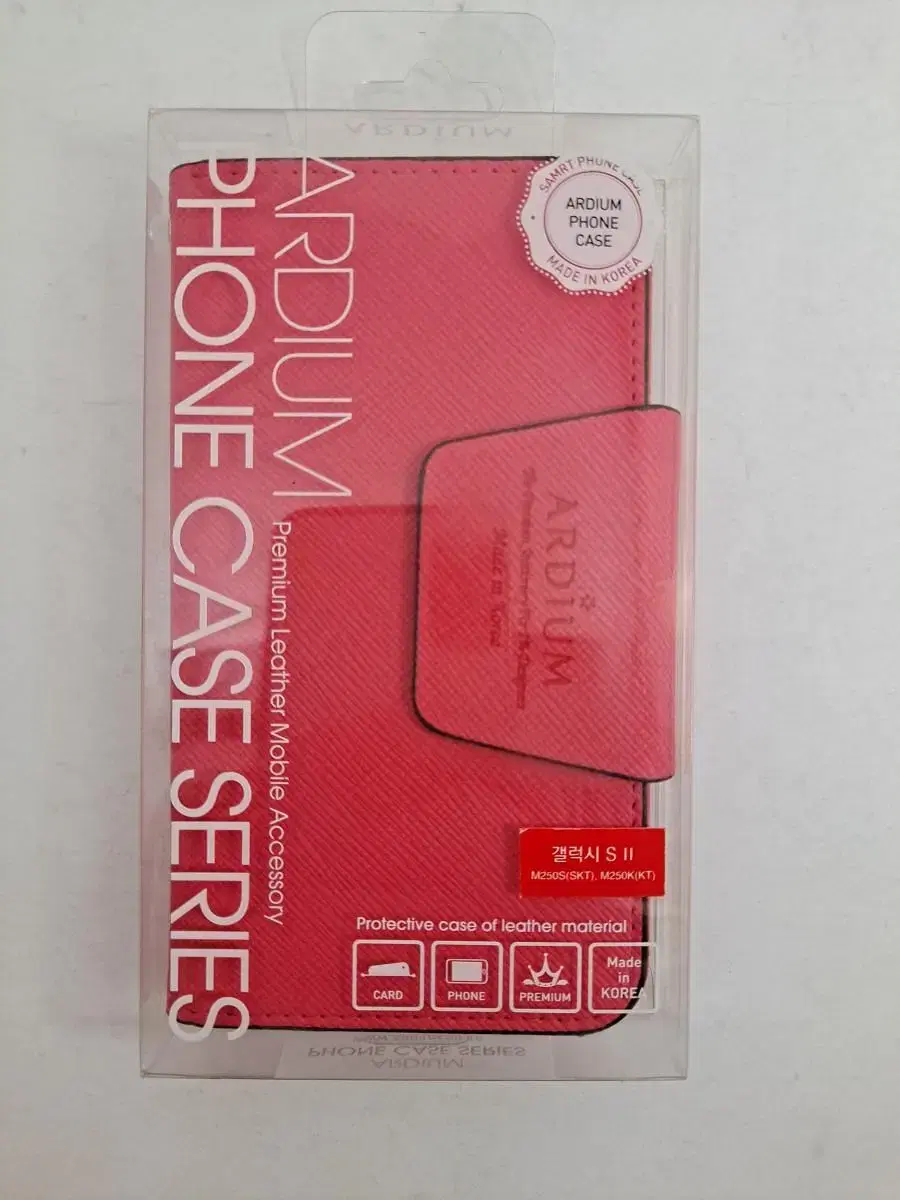 ARDIUM
ARDIUM
PHONE CASE SERIES
Premium Leather Mobile Accessory
SAMRT PHONE CASE
ARDIUM
PHONE
CASE
MADE IN KOREA
ARDiUM
Made in Korea
갤럭시 S II
M250S(SKT), M250K(KT)
Protective case of leather material
CARD
PHONE
PREMIUM
Made
in
KOREA
PHONE CASE SERIES
ARDIUM